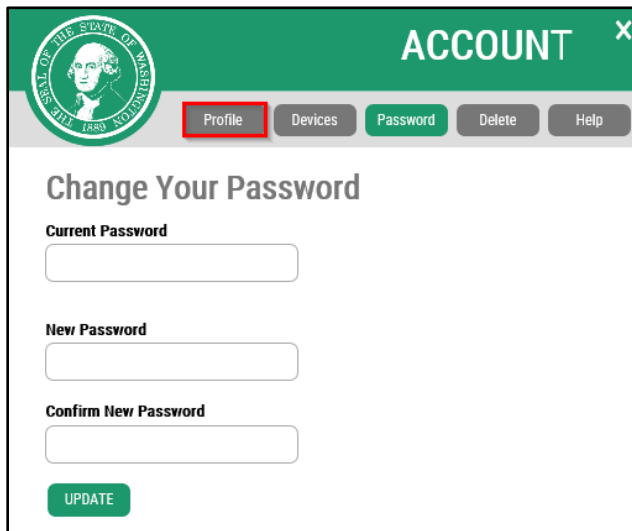 THE SEAL OF THE STATE OF WASHINGTON
1889
ACCOUNT
X
Profile
Devices
Password
Delete
Help
Change Your Password
Current Password
New Password
Confirm New Password
UPDATE